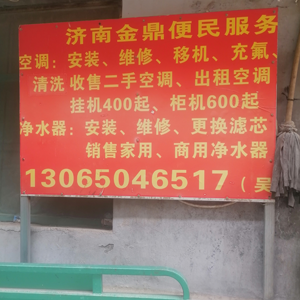 济南金鼎便民服务
空调:安装、维修、移机、充氟、
清洗 收售二手空调、出租空调
挂机400起、柜机600起
净水器:安装、维修、更换滤芯
销售家用、商用净水器
13065046517(吴